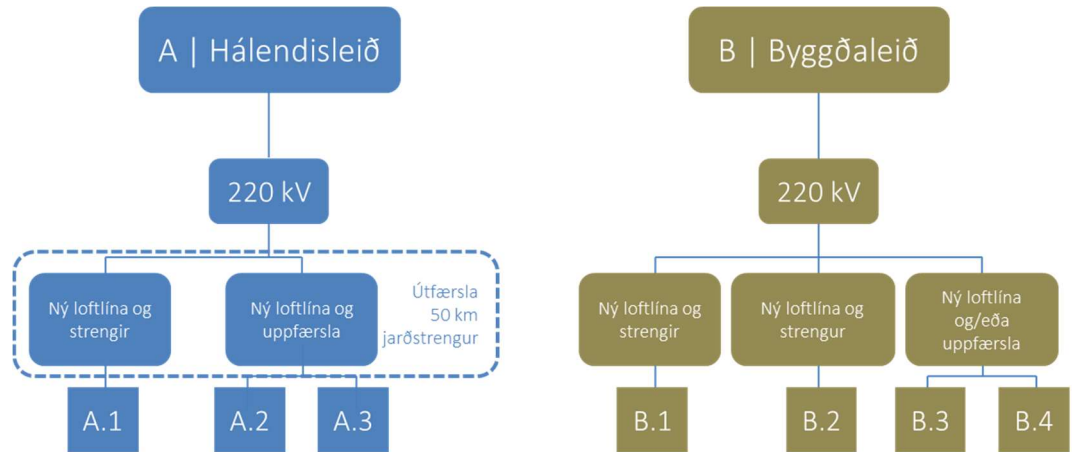 A | Hálendisleið
220 kV
Ný loftlína og
strengir
Ný loftlína og
uppfærsla
Útfærsla
50 km
jarðstrengur
A.1
A.2
A.3
B | Byggðaleið
220 kV
Ný loftlína og
strengir
Ný loftlína og
strengur
Ný loftlína
og/eða
uppfærsla
B.1
B.2
B.3
B.4